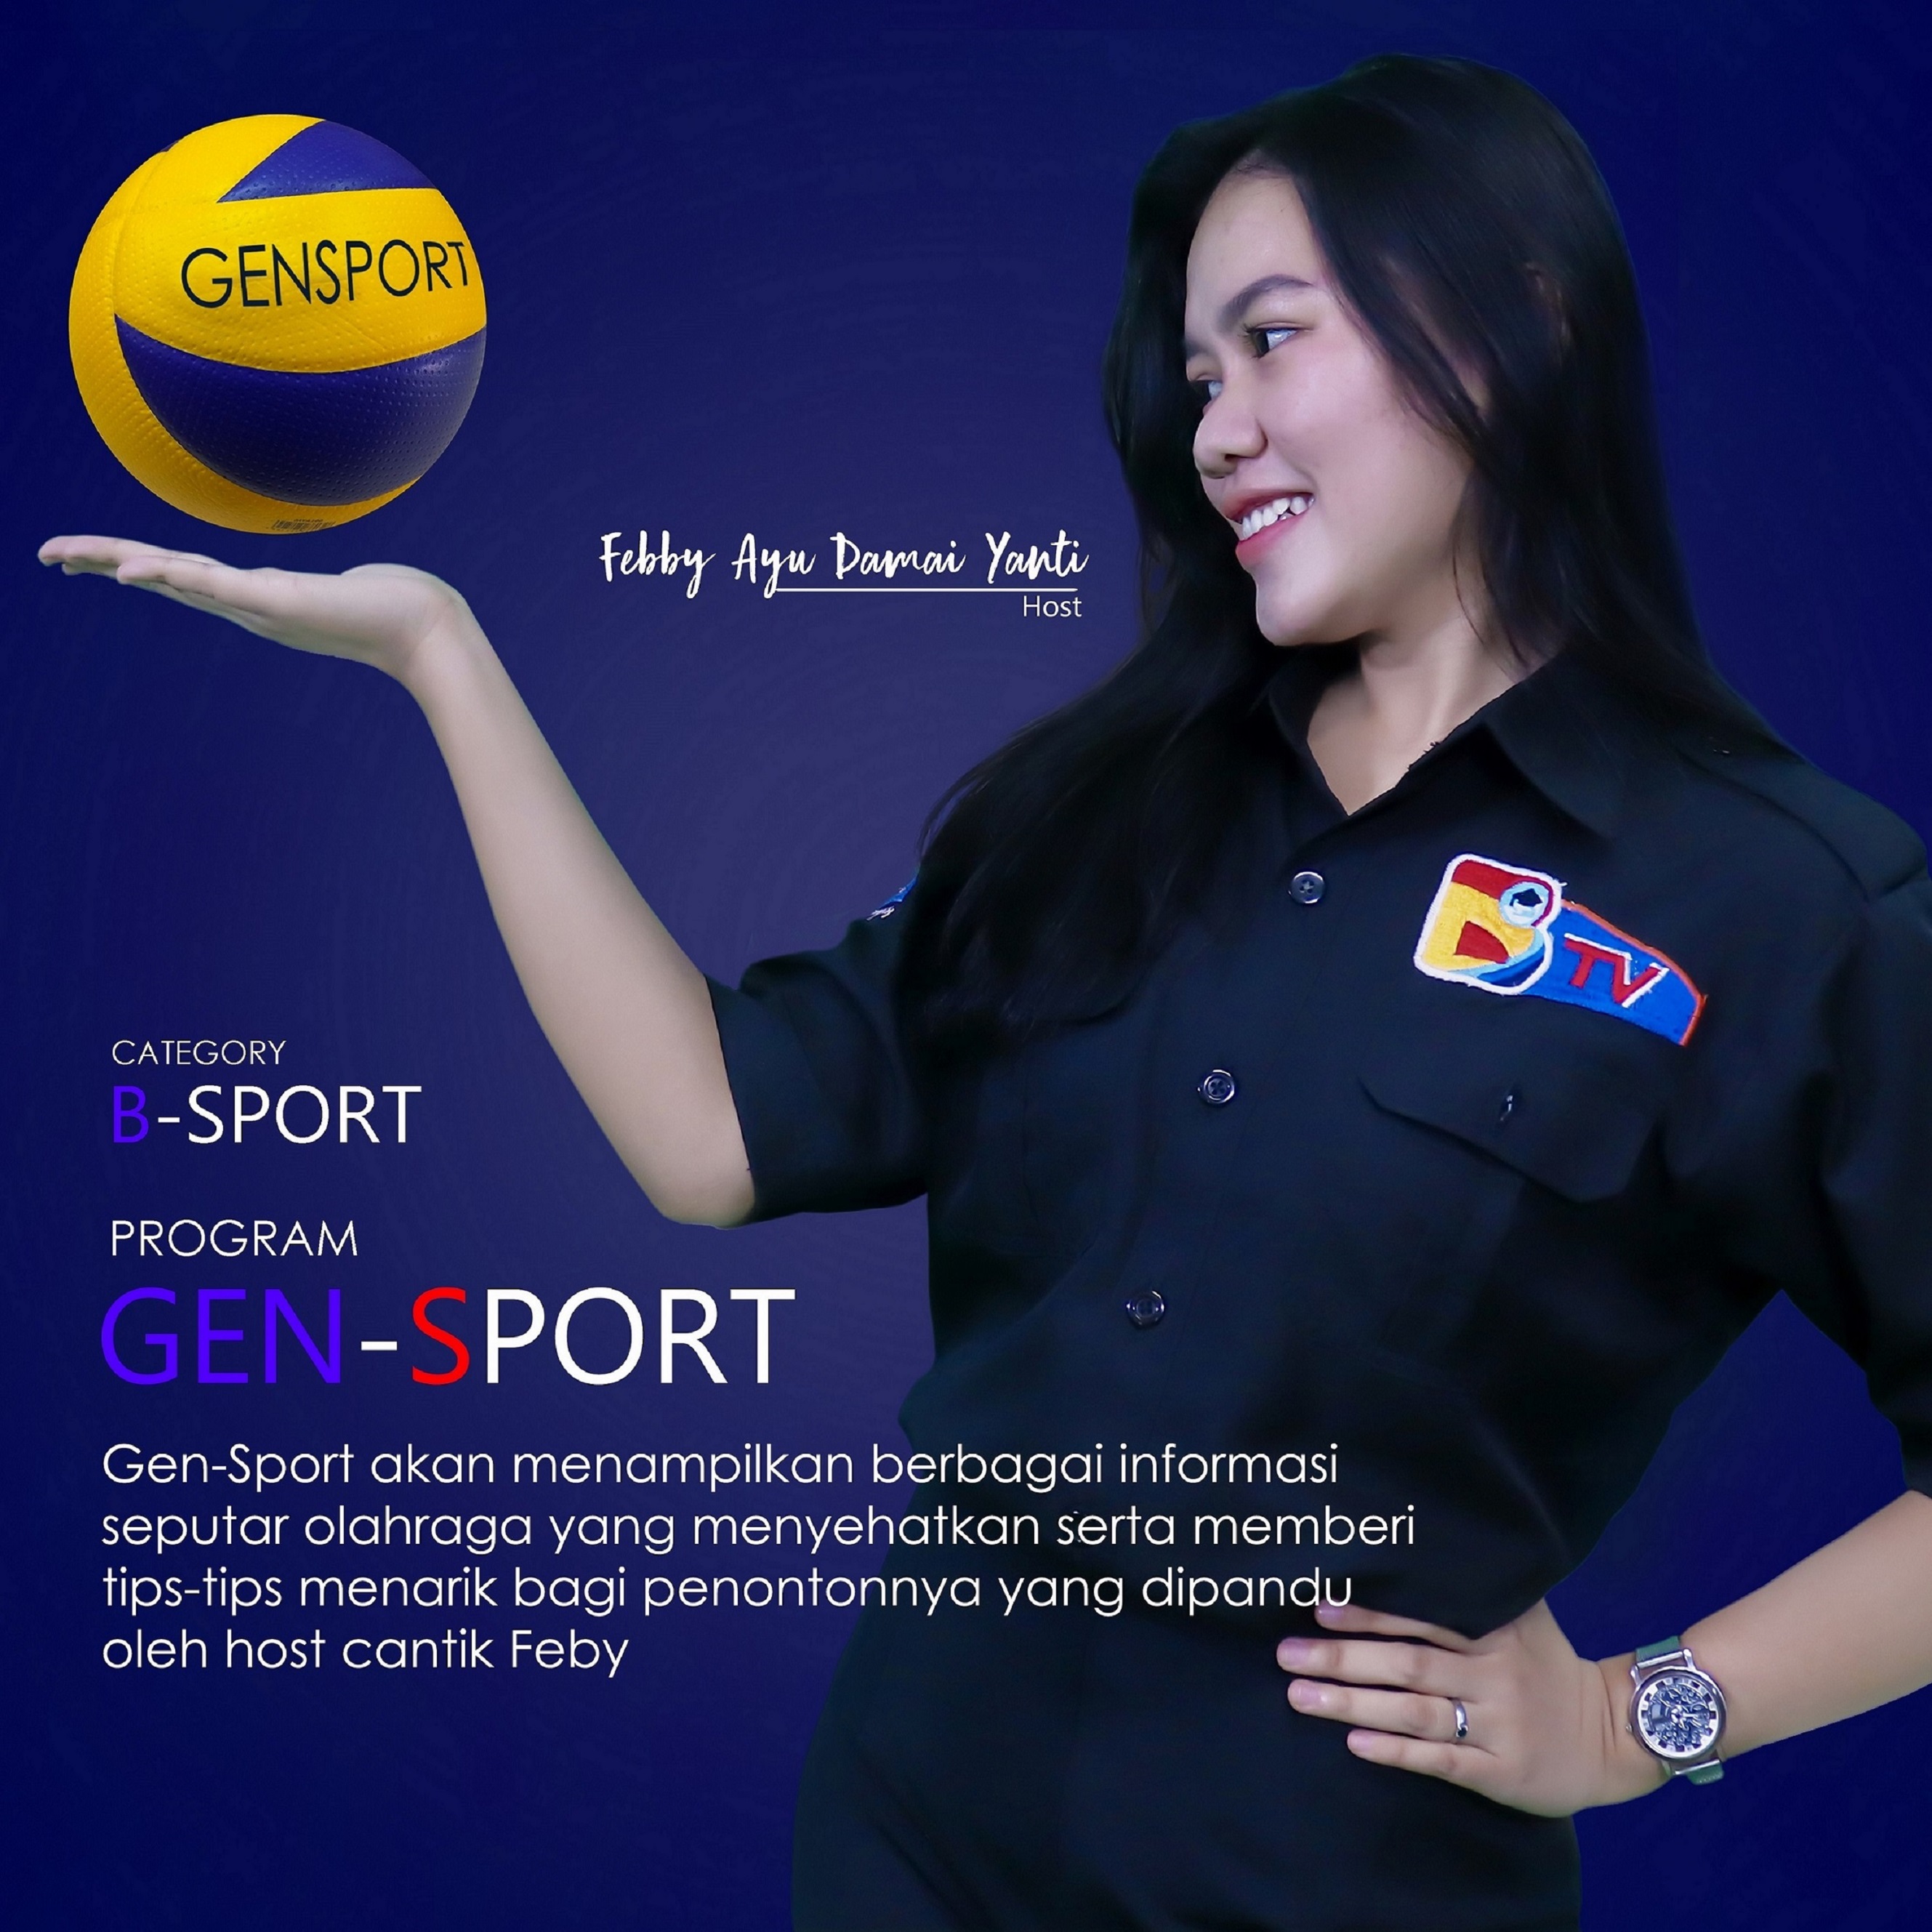 GENSPORT
Febby Ayu Damai Yanti
Host
B TV
CATEGORY
B-SPORT
PROGRAM
GEN-SPORT
Gen-Sport akan menampilkan berbagai informasi
seputar olahraga yang menyehatkan serta memberi
tips-tips menarik bagi penontonnya yang dipandu
oleh host cantik Feby